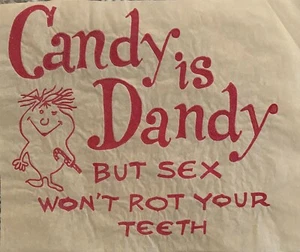 Candy is
Dandy
BUT SEX
WON'T ROT YOUR
TEETH